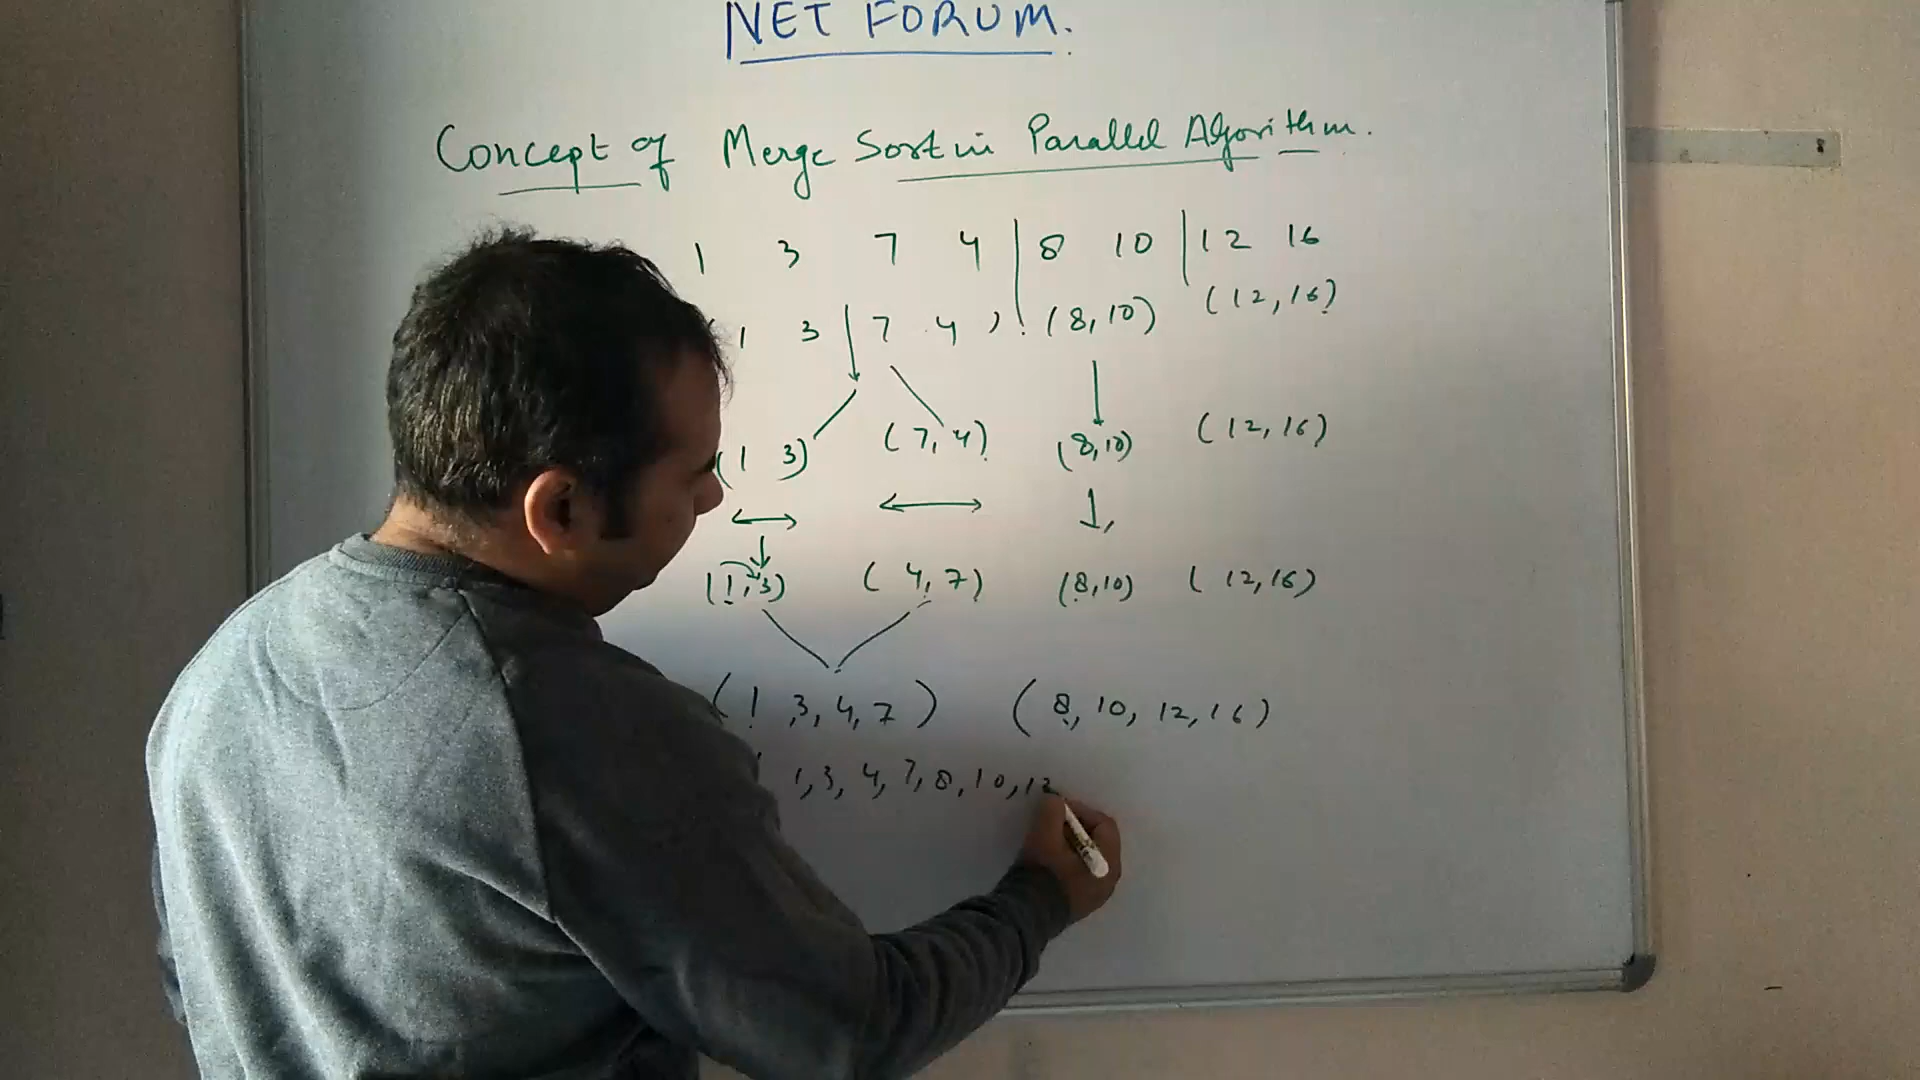 NET FORUM.
Concept of Merge Sort in Parallel Algorithm.
1 3 7 4 | 8 10 | 12 16
( 1 3 | 7 4 ) (8,10) (12,16)
(1 3) (7,4) (8,10) (12,16)
(1,3) (4,7) (8,10) (12,16)
(1,3,4,7) (8,10,12,16)
1,3,4,7,8,10,12